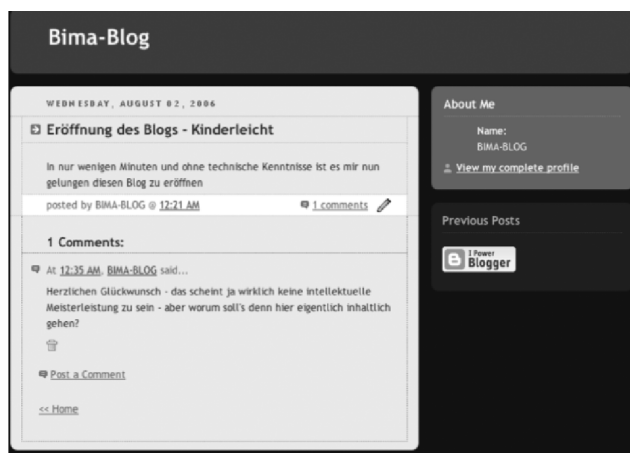 Bima-Blog
WEDNESDAY, AUGUST 02, 2006
Eröffnung des Blogs - Kinderleicht
In nur wenigen Minuten und ohne technische Kenntnisse ist es mir nun
gelungen diesen Blog zu eröffnen
posted by BIMA-BLOG @ 12:21 AM
1 comments
1 Comments:
At 12:35 AM, BIMA-BLOG said...
Herzlichen Glückwunsch - das scheint ja wirklich keine intellektuelle
Meisterleistung zu sein - aber worum soll's denn hier eigentlich inhaltlich
gehen?
Post a Comment
<< Home
About Me
Name:
BIMA-BLOG
View my complete profile
Previous Posts
I Power
Blogger